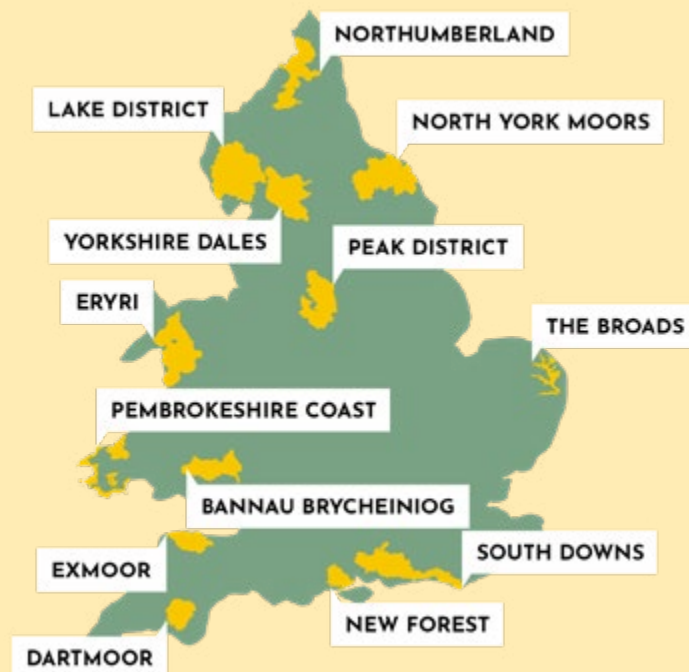 NORTHUMBERLAND
LAKE DISTRICT
NORTH YORK MOORS
YORKSHIRE DALES
PEAK DISTRICT
ERYRI
THE BROADS
PEMBROKESHIRE COAST
BANNAU BRYCHEINIOG
SOUTH DOWNS
EXMOOR
NEW FOREST
DARTMOOR